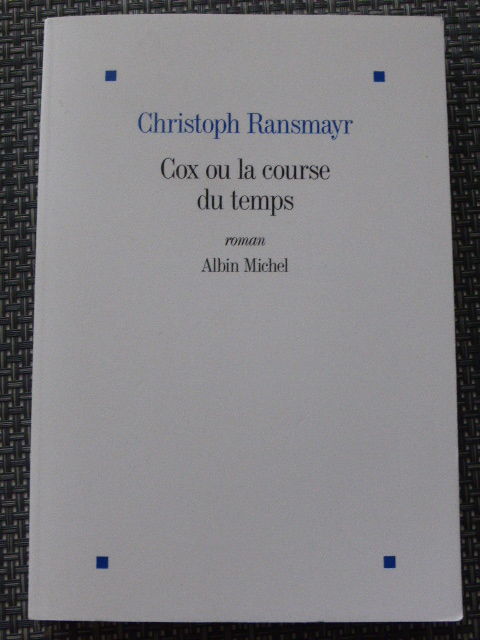 Christoph Ransmayr
Cox ou la course
du temps
roman
Albin Michel